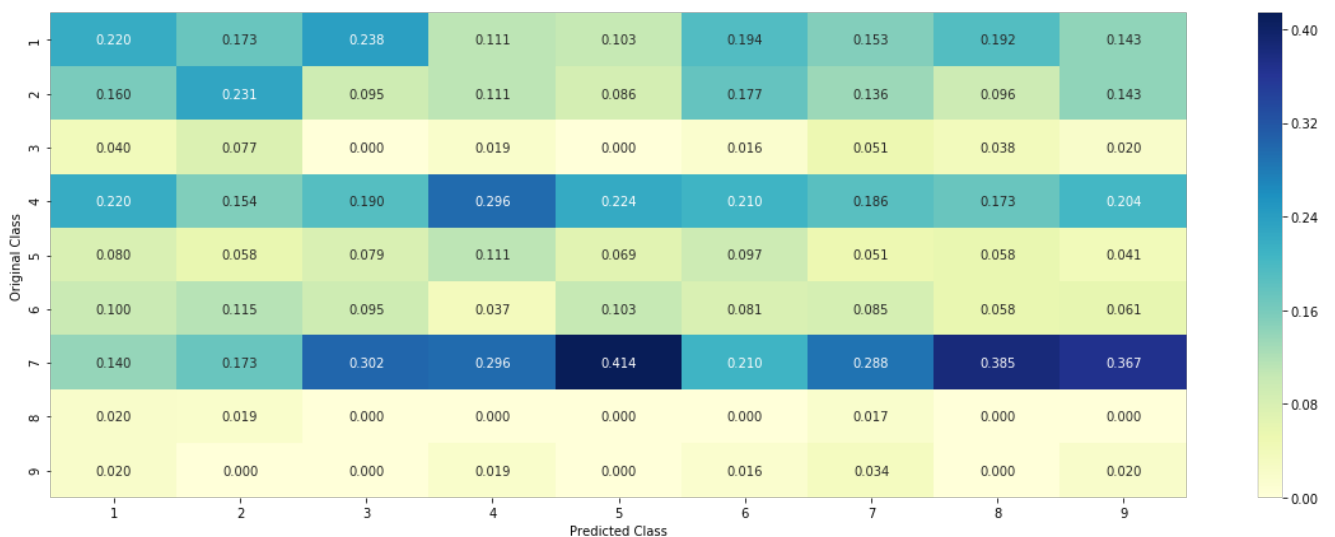 1 0.220 0.173 0.238 0.111 0.103 0.194 0.153 0.192 0.143
2 0.160 0.231 0.095 0.111 0.086 0.177 0.136 0.096 0.143
3 0.040 0.077 0.000 0.019 0.000 0.016 0.051 0.038 0.020
4 0.220 0.154 0.190 0.296 0.224 0.210 0.186 0.173 0.204
5 0.080 0.058 0.079 0.111 0.069 0.097 0.051 0.058 0.041
6 0.100 0.115 0.095 0.037 0.103 0.081 0.085 0.058 0.061
7 0.140 0.173 0.302 0.296 0.414 0.210 0.288 0.385 0.367
8 0.020 0.019 0.000 0.000 0.000 0.000 0.017 0.000 0.000
9 0.020 0.000 0.000 0.019 0.000 0.016 0.034 0.000 0.020
1 2 3 4 5 6 7 8 9
Predicted Class
Original Class
0.40
0.32
0.24
0.16
0.08
0.00